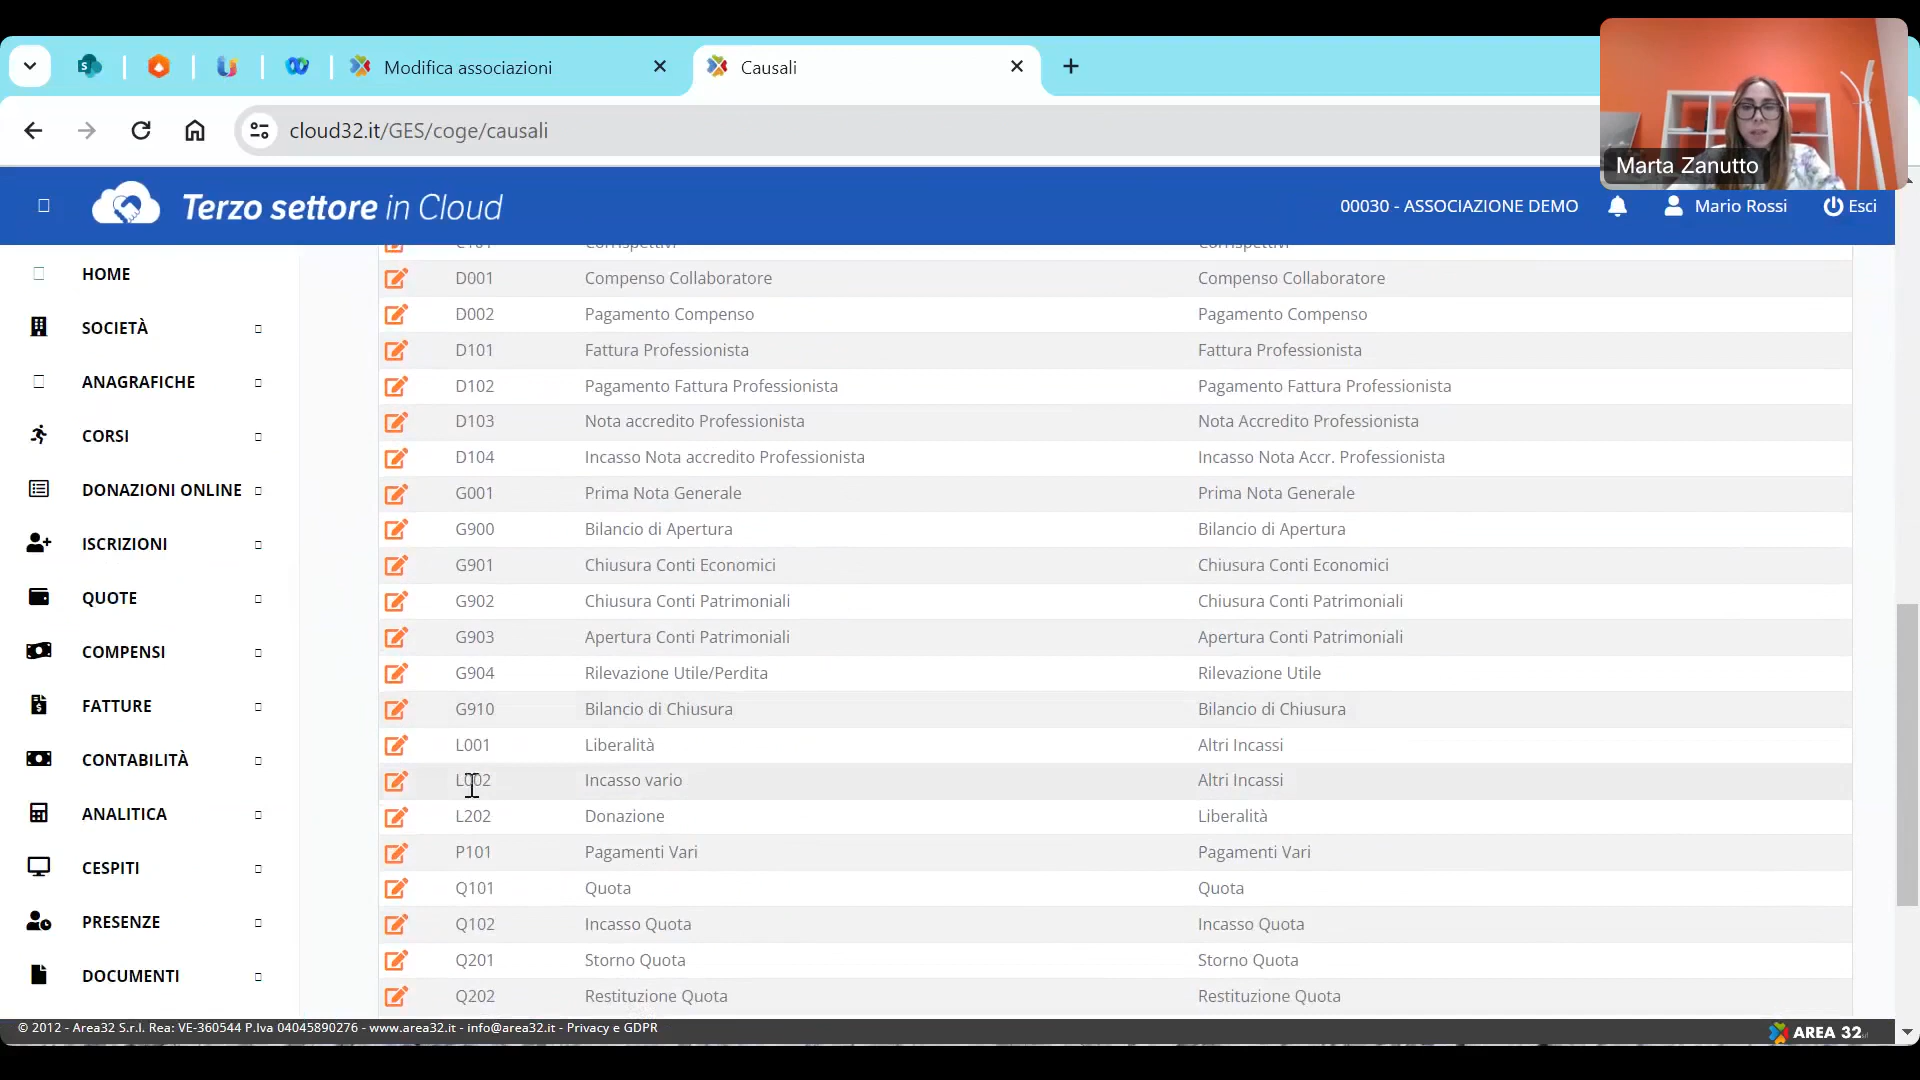 Modifica associazioni
Causali
cloud32.it/GES/coge/causali
Marta Zanutto
Terzo settore in Cloud
00030 - ASSOCIAZIONE DEMO
Mario Rossi
Esci
HOME
SOCIETÀ
ANAGRAFICHE
CORSI
DONAZIONI ONLINE
ISCRIZIONI
QUOTE
COMPENSI
FATTURE
CONTABILITÀ
ANALITICA
CESPITI
PRESENZE
DOCUMENTI
C101 Corrispettivi Corrispettivi
D001 Compenso Collaboratore Compenso Collaboratore
D002 Pagamento Compenso Pagamento Compenso
D101 Fattura Professionista Fattura Professionista
D102 Pagamento Fattura Professionista Pagamento Fattura Professionista
D103 Nota accredito Professionista Nota Accredito Professionista
D104 Incasso Nota accredito Professionista Incasso Nota Accr. Professionista
G001 Prima Nota Generale Prima Nota Generale
G900 Bilancio di Apertura Bilancio di Apertura
G901 Chiusura Conti Economici Chiusura Conti Economici
G902 Chiusura Conti Patrimoniali Chiusura Conti Patrimoniali
G903 Apertura Conti Patrimoniali Apertura Conti Patrimoniali
G904 Rilevazione Utile/Perdita Rilevazione Utile
G910 Bilancio di Chiusura Bilancio di Chiusura
L001 Liberalità Altri Incassi
L002 Incasso vario Altri Incassi
L202 Donazione Liberalità
P101 Pagamenti Vari Pagamenti Vari
Q101 Quota Quota
Q102 Incasso Quota Incasso Quota
Q201 Storno Quota Storno Quota
Q202 Restituzione Quota Restituzione Quota
© 2012 - Area32 S.r.l. Rea: VE-360544 P.Iva 04045890276 - www.area32.it - info@area32.it - Privacy e GDPR
AREA 32